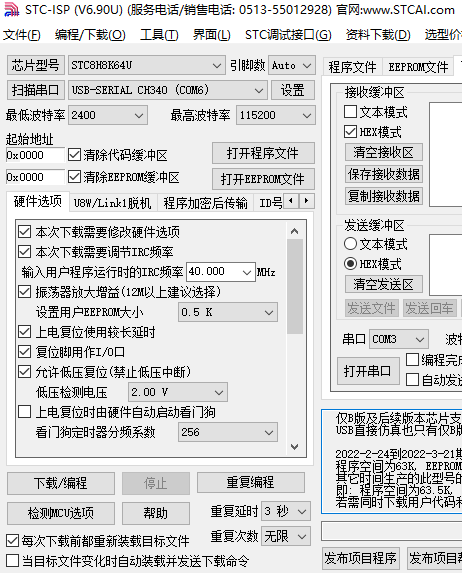 STC-ISP (V6.90U) (服务电话/销售电话: 0513-55012928) 官网:www.STCAI.com
文件(F) 编程/下载(O) 工具(T) 界面(L) STC调试接口(G) 资料下载(D) 选型价
芯片型号 STC8H8K64U 引脚数 Auto
扫描串口 USB-SERIAL CH340 (COM6) 设置
最低波特率 2400 最高波特率 115200
起始地址
0x0000 清除代码缓冲区 打开程序文件
0x0000 清除EEPROM缓冲区 打开EEPROM文件
硬件选项 U8W/Link1脱机 程序加密后传输 ID号
本次下载需要修改硬件选项
本次下载需要调节IRC频率
输入用户程序运行时的IRC频率 40.000 MHz
振荡器放大增益(12M以上建议选择)
设置用户EEPROM大小 0.5 K
上电复位使用较长延时
复位脚用作I/O口
允许低压复位(禁止低压中断)
低压检测电压 2.00 V
上电复位时由硬件自动启动看门狗
看门狗定时器分频系数 256
下载/编程 停止 重复编程
检测MCU选项 帮助 重复延时 3 秒
重复次数 无限
每次下载前都重新装载目标文件
当目标文件变化时自动装载并发送下载命令
程序文件 EEPROM文件
接收缓冲区
文本模式
HEX模式
清空接收区
保存接收数据
复制接收数据
发送缓冲区
文本模式
HEX模式
清空发送区
发送文件 发送回车
串口 COM3 波特
打开串口 编程完成
自动发送
仅B版及后续版本芯片支
USB直接仿真也只有仅B版
2022-2-24到2022-3-21期
程序空间为63K, EEPROM
其它时间生产的此型号的
即: 程序空间为63.5K,
若需同时下载用户代码和
发布项目程序 发布项目帮